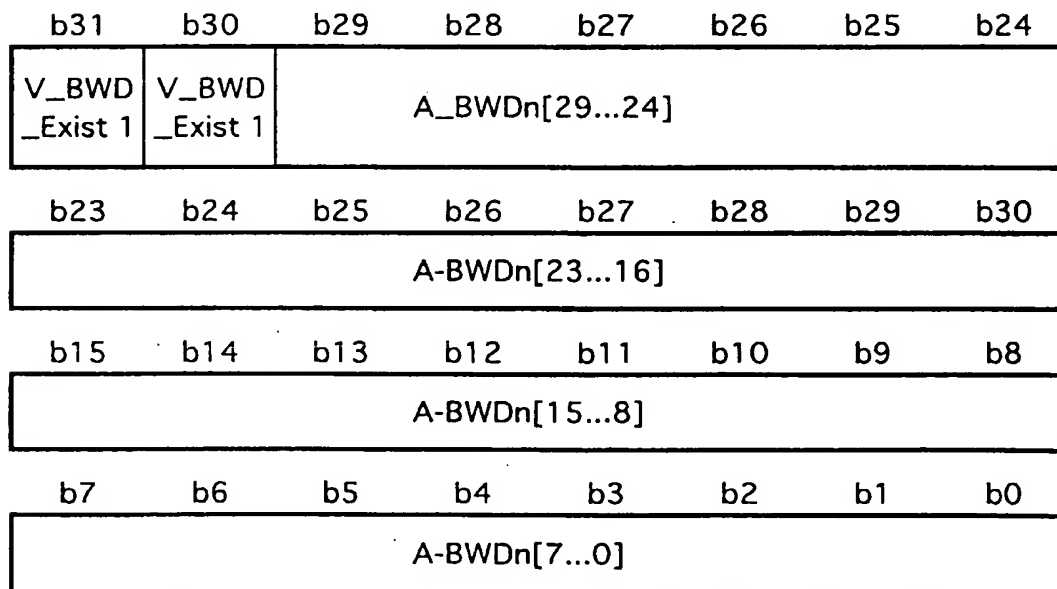 b31 b30 b29 b28 b27 b26 b25 b24
V_BWD V_BWD
_Exist 1 _Exist 1
A_BWDn[29...24]
b23 b24 b25 b26 b27 b28 b29 b30
A-BWDn[23...16]
b15 b14 b13 b12 b11 b10 b9 b8
A-BWDn[15...8]
b7 b6 b5 b4 b3 b2 b1 b0
A-BWDn[7...0]